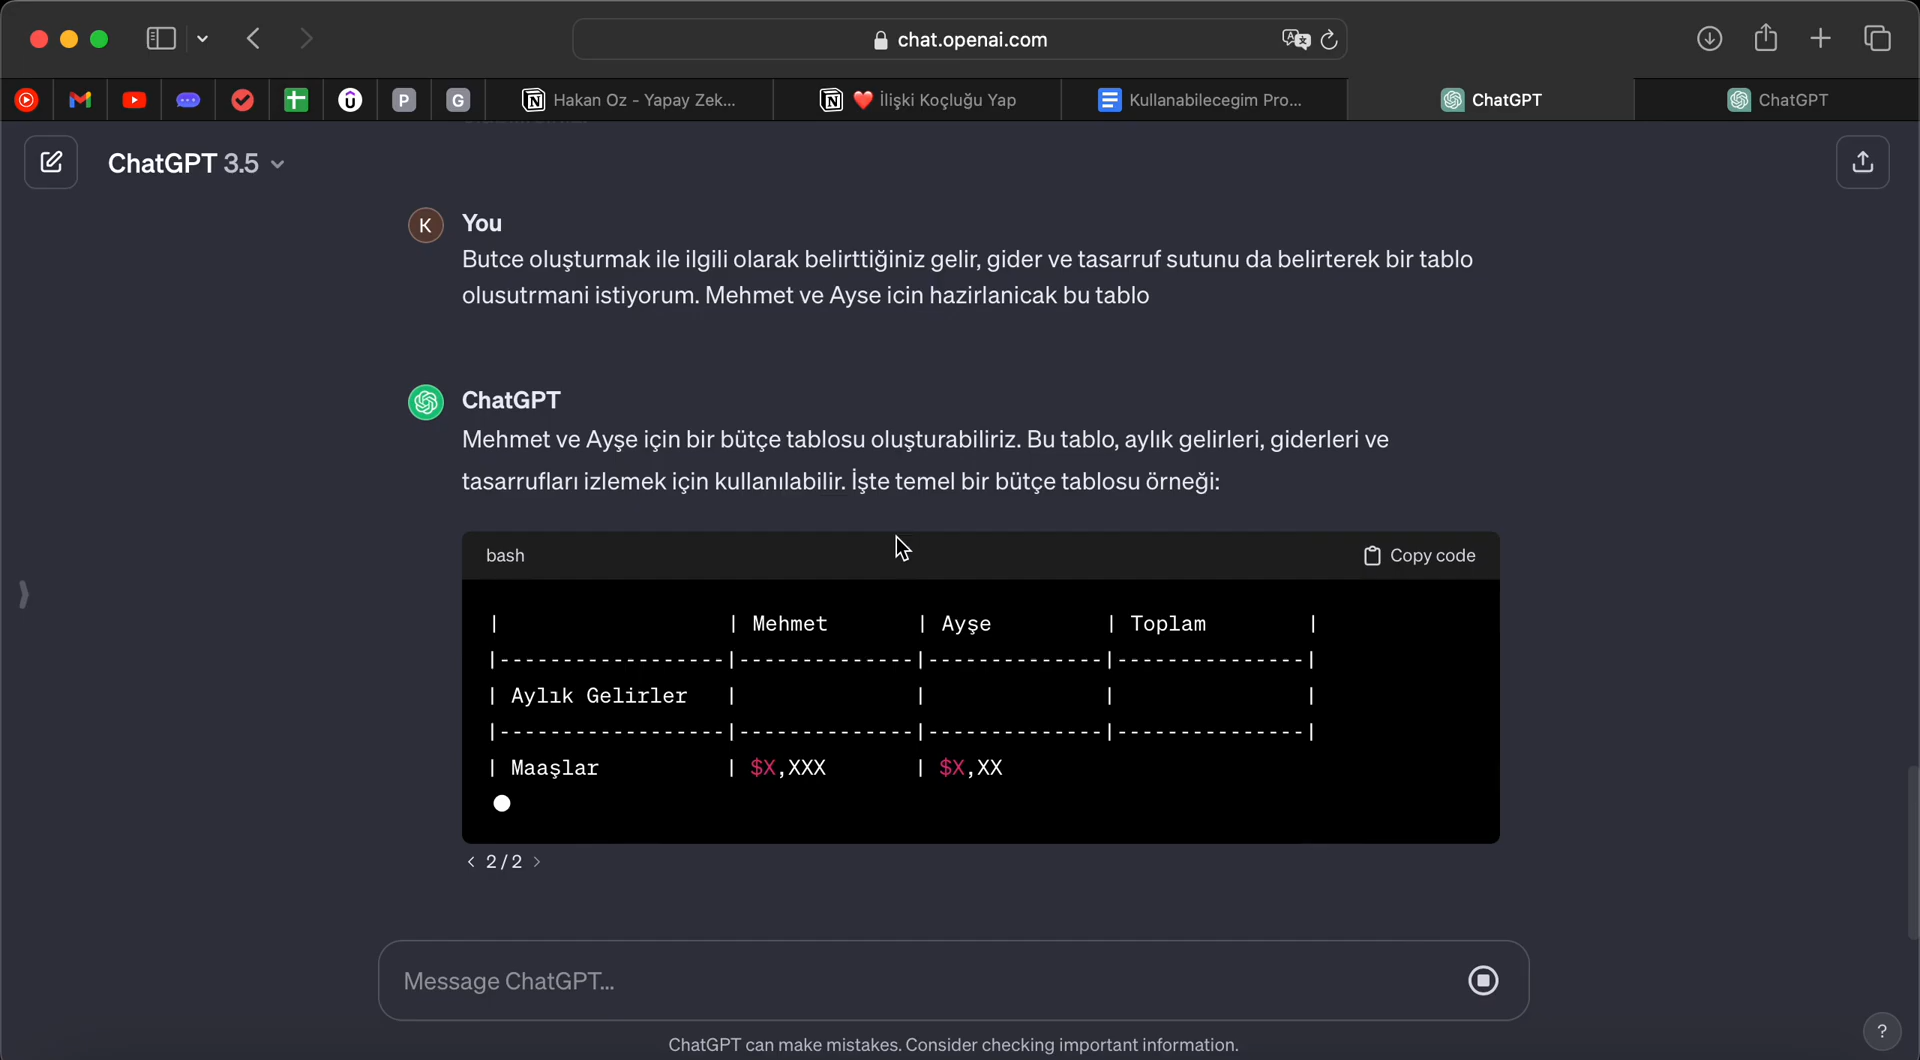 chat.openai.com
P
G
Hakan Oz - Yapay Zek...
❤️ İlişki Koçluğu Yap
Kullanabilecegim Pro...
ChatGPT
ChatGPT
ChatGPT 3.5
K
You
Butce oluşturmak ile ilgili olarak belirttiğiniz gelir, gider ve tasarruf sutunu da belirterek bir tablo
olusutrmani istiyorum. Mehmet ve Ayse icin hazirlanicak bu tablo
ChatGPT
Mehmet ve Ayşe için bir bütçe tablosu oluşturabiliriz. Bu tablo, aylık gelirleri, giderleri ve
tasarrufları izlemek için kullanılabilir. İşte temel bir bütçe tablosu örneği:
bash
Copy code
| | Mehmet | Ayşe | Toplam |
|------------------|--------------|--------------|---------------|
| Aylık Gelirler | | | |
|------------------|--------------|--------------|---------------|
| Maaşlar | $X,XXX | $X,XX
< 2 / 2 >
Message ChatGPT...
ChatGPT can make mistakes. Consider checking important information.
?